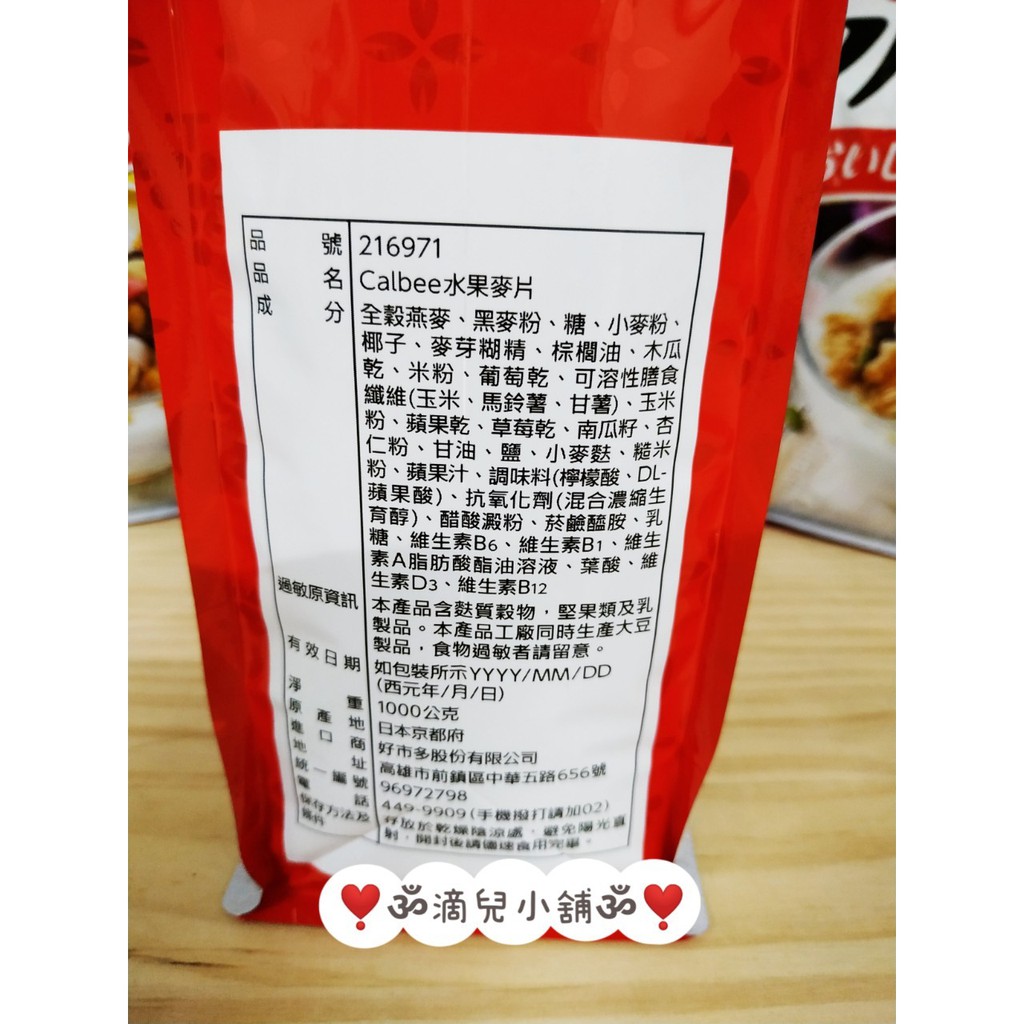 品號 216971
品名 Calbee水果麥片
成分 全穀燕麥、黑麥粉、糖、小麥粉、
椰子、麥芽糊精、棕櫚油、木瓜
乾、米粉、葡萄乾、可溶性膳食
纖維(玉米、馬鈴薯、甘薯)、玉米
粉、蘋果乾、草莓乾、南瓜籽、杏
仁粉、甘油、鹽、小麥麩、糙米
粉、蘋果汁、調味料(檸檬酸、DL-
蘋果酸)、抗氧化劑(混合濃縮生
育醇)、醋酸澱粉、菸鹼醯胺、乳
糖、維生素B6、維生素B1、維生
素A脂肪酸酯油溶液、葉酸、維
生素D3、維生素B12
過敏原資訊 本產品含麩質穀物,堅果類及乳
製品。本產品工廠同時生產大豆
製品,食物過敏者請留意。
有效日期 如包裝所示YYYY/MM/DD
(西元年/月/日)
淨重 1000公克
原產地 日本京都府
進口商 好市多股份有限公司
地址 高雄市前鎮區中華五路656號
統一編號 96972798
電話 449-9909(手機撥打請加02)
保存方法及條件 存放於乾燥陰涼處,避免陽光直
射,開封後請儘速食用完畢。
おいし
❣ॐ滴兒小舖ॐ❣